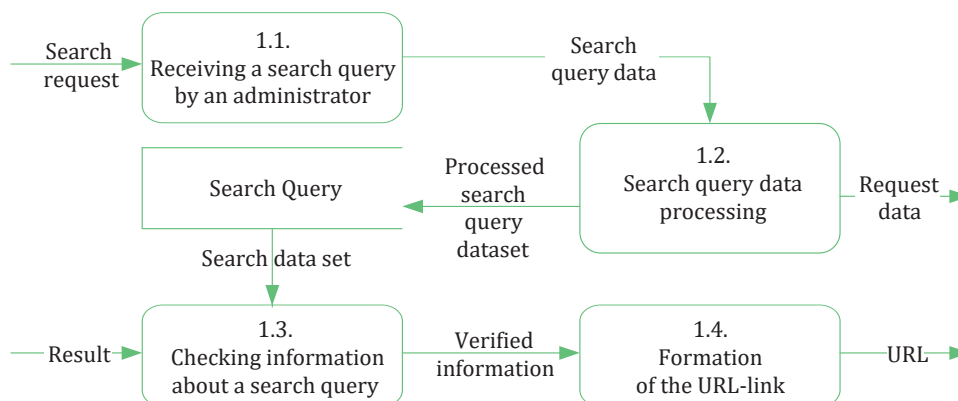 Search
request
1.1.
Receiving a search query
by an administrator
Search
query data
1.2.
Search query data
processing
Request
data
Processed
search
query
dataset
Search Query
Search data set
Result
1.3.
Checking information
about a search query
Verified
information
1.4.
Formation
of the URL-link
URL